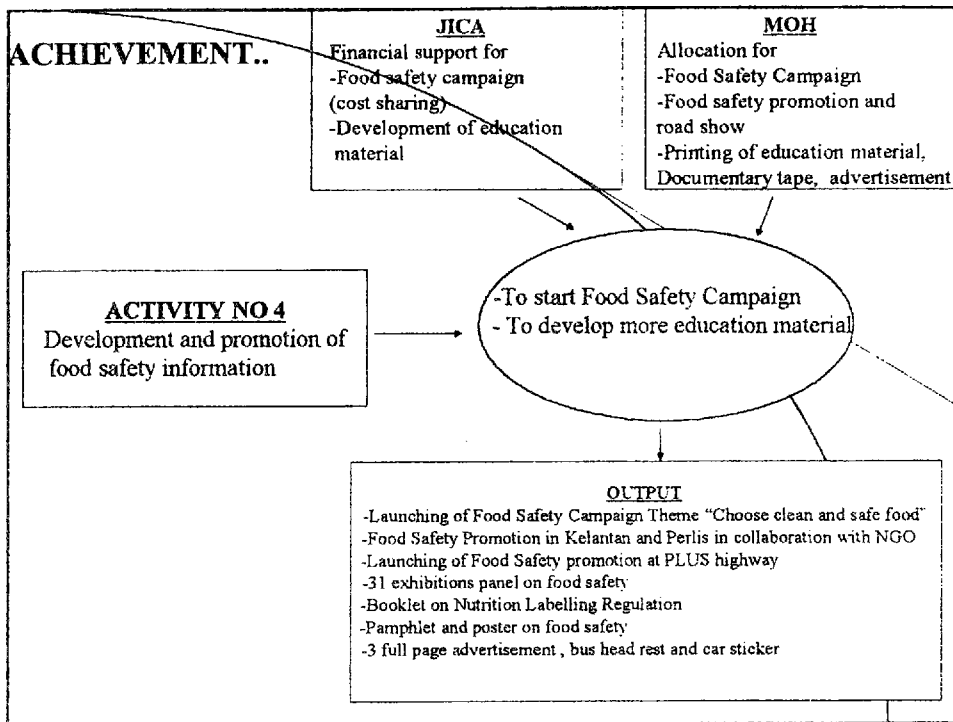 ACHIEVEMENT..
JICA
Financial support for
-Food safety campaign
(cost sharing)
-Development of education
material
MOH
Allocation for
-Food Safety Campaign
-Food safety promotion and
road show
-Printing of education material,
Documentary tape, advertisement
ACTIVITY NO 4
Development and promotion of
food safety information
-To start Food Safety Campaign
- To develop more education material
OUTPUT
-Launching of Food Safety Campaign Theme “Choose clean and safe food”
-Food Safety Promotion in Kelantan and Perlis in collaboration with NGO
-Launching of Food Safety promotion at PLUS highway
-31 exhibitions panel on food safety
-Booklet on Nutrition Labelling Regulation
-Pamphlet and poster on food safety
-3 full page advertisement , bus head rest and car sticker